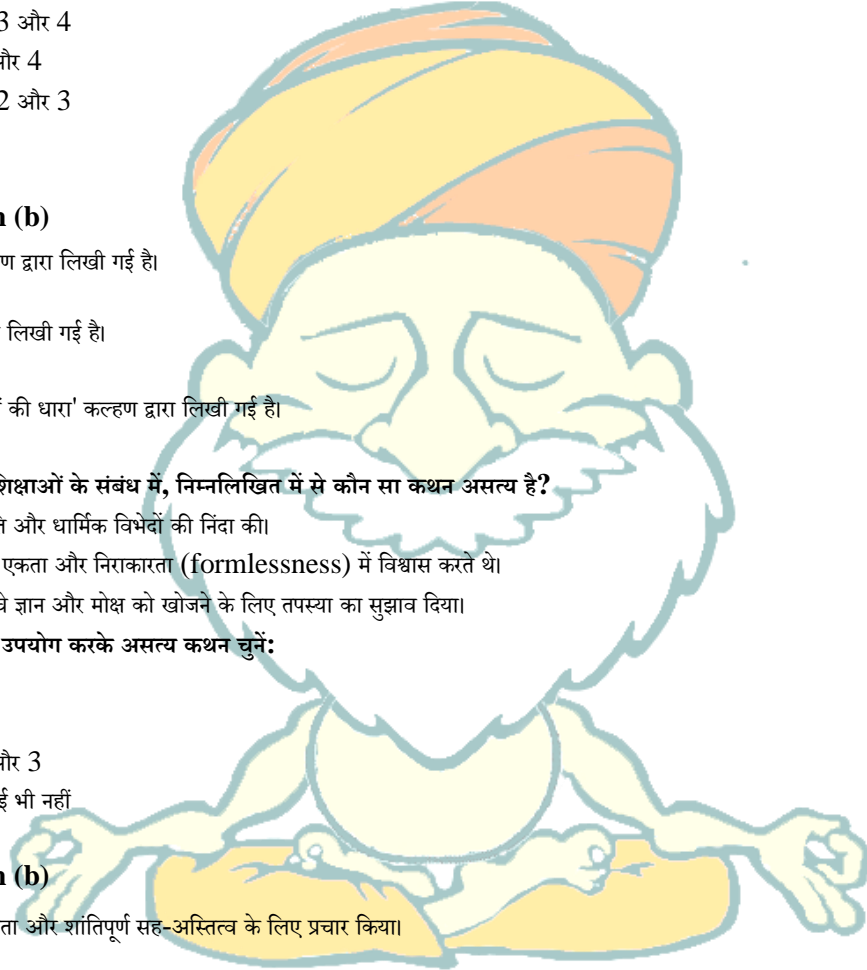 3 और 4
और 4
2 और 3
n (b)
ण द्वारा लिखी गई है।
लिखी गई है।
की धारा' कल्हण द्वारा लिखी गई है।
शिक्षाओं के संबंध में, निम्नलिखित में से कौन सा कथन असत्य है?
और धार्मिक विभेदों की निंदा की।
एकता और निराकारता (formlessness) में विश्वास करते थे।
ज्ञान और मोक्ष को खोजने के लिए तपस्या का सुझाव दिया।
उपयोग करके असत्य कथन चुनें:
और 3
ई भी नहीं
n (b)
ता और शांतिपूर्ण सह-अस्तित्व के लिए प्रचार किया।